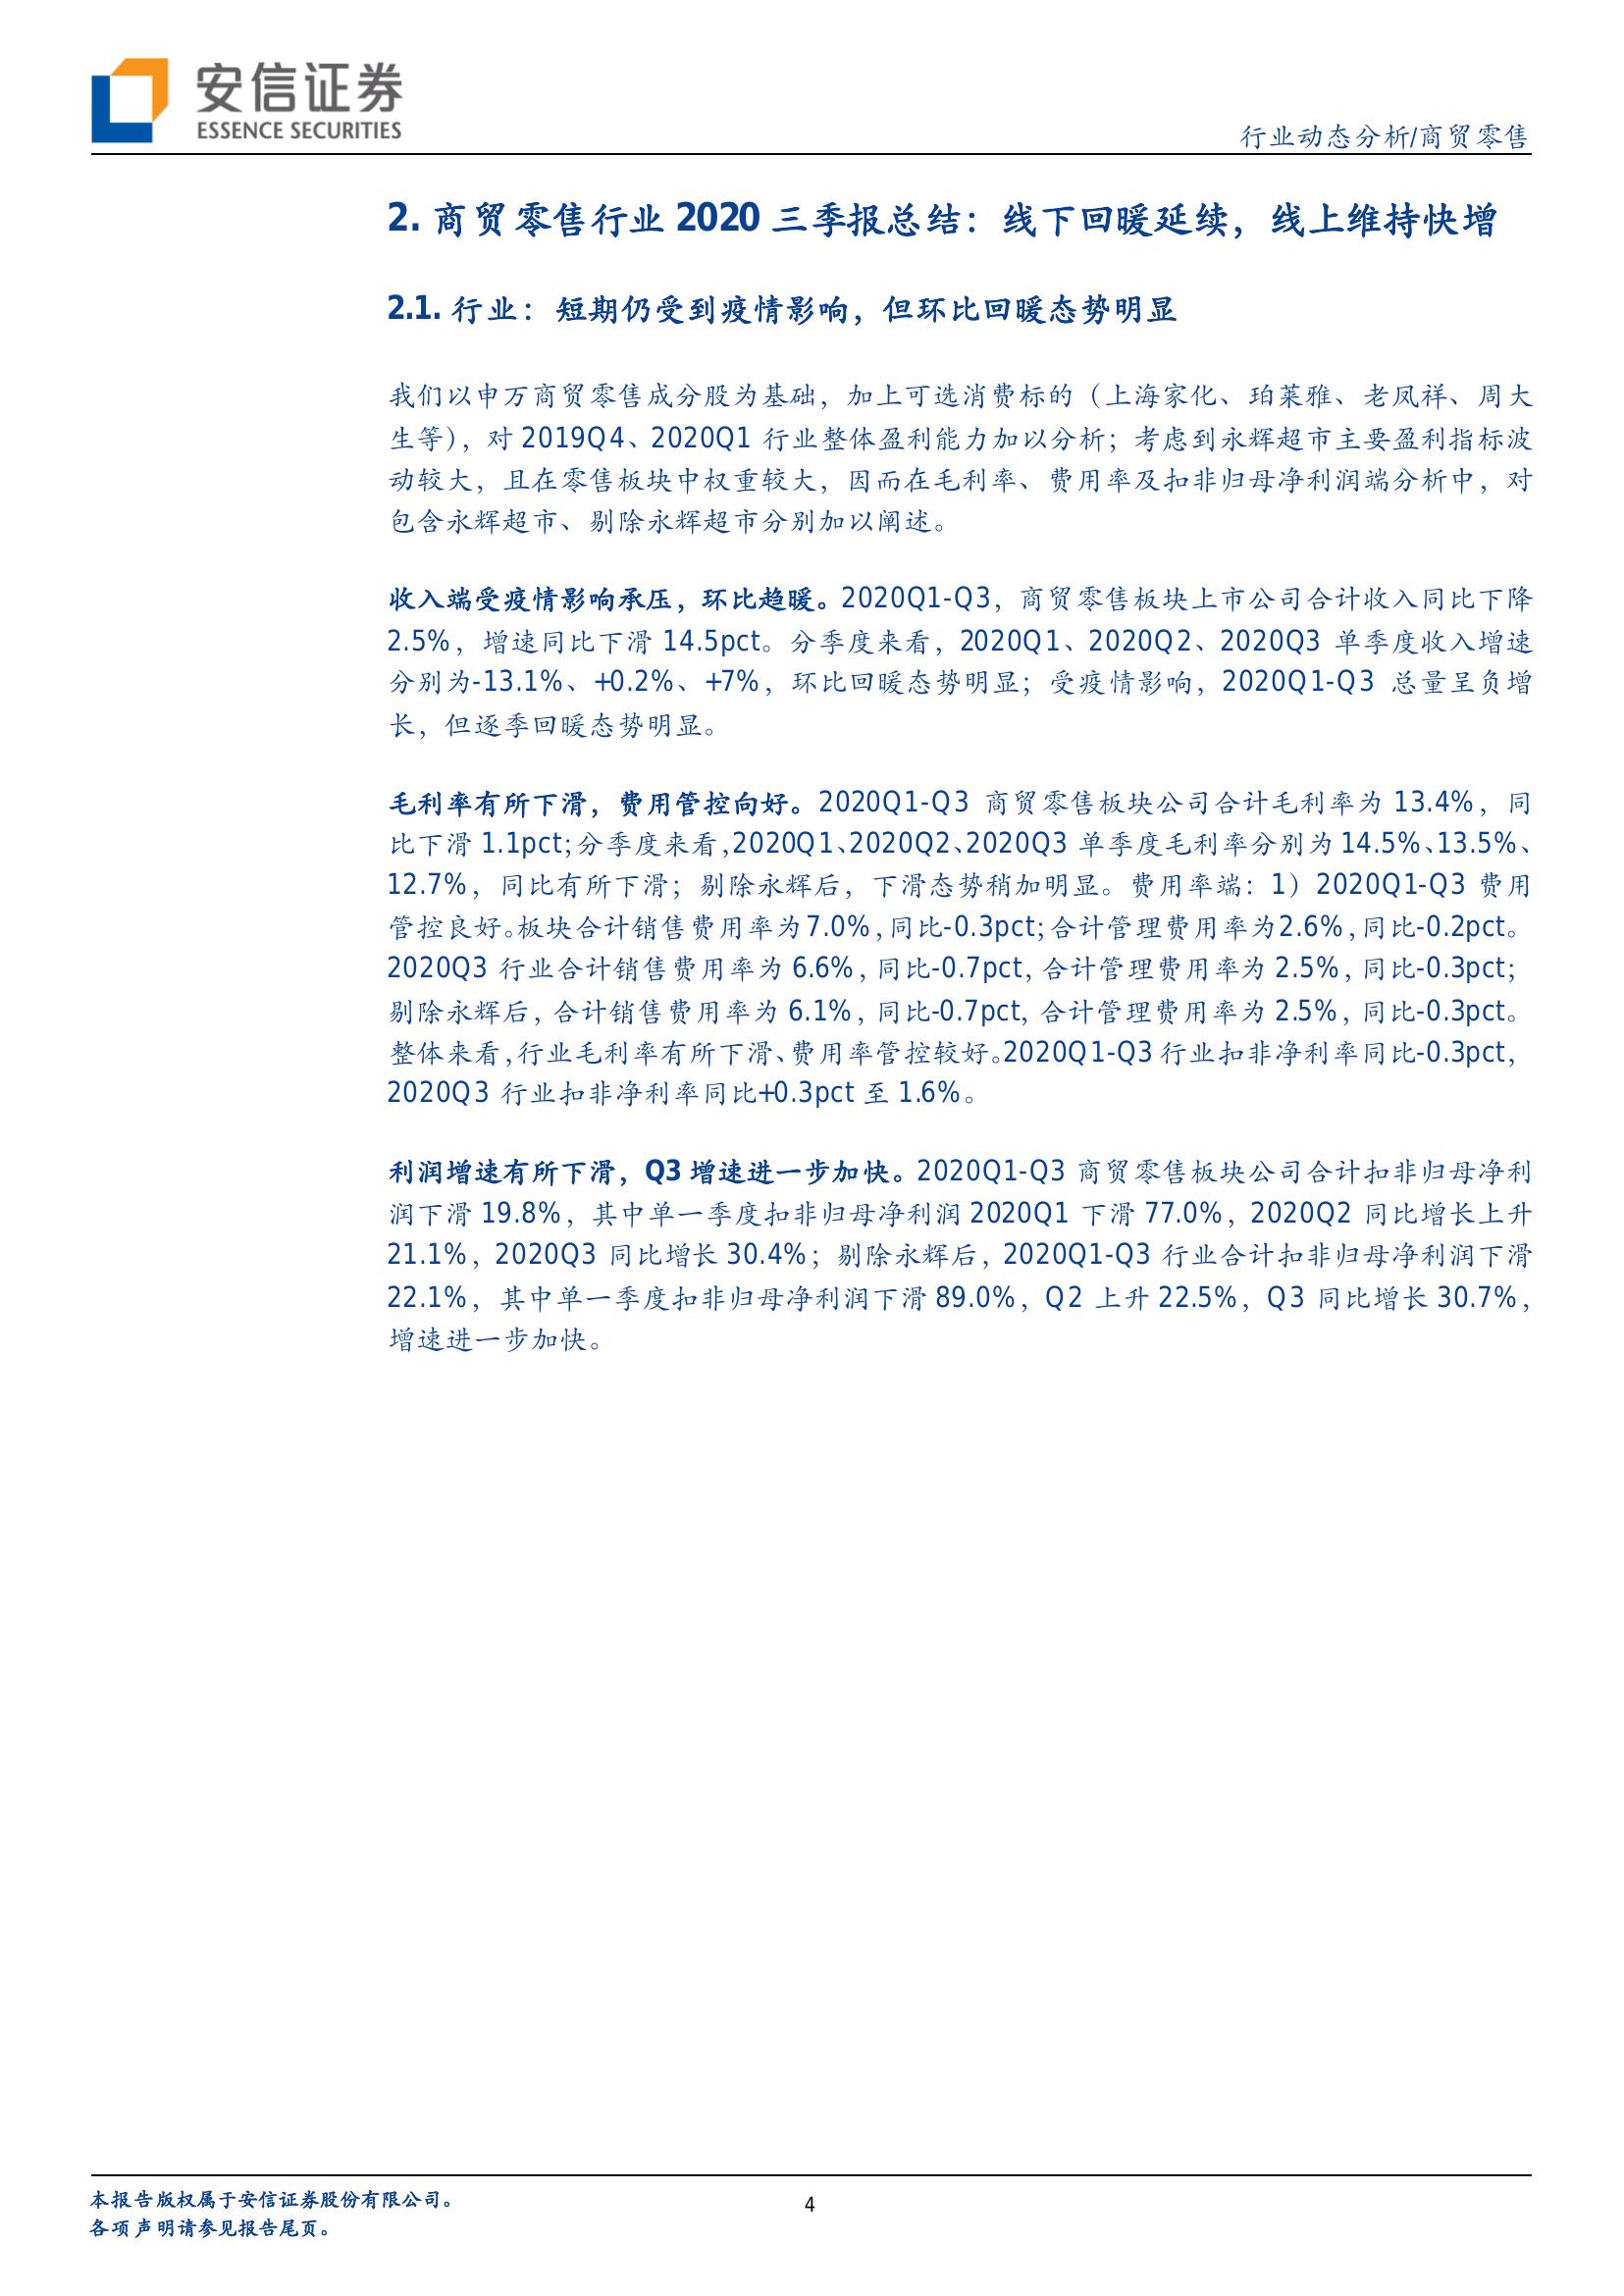 安信证券
ESSENCE SECURITIES
行业动态分析/商贸零售
2. 商贸零售行业 2020 三季报总结：线下回暖延续，线上维持快增
2.1. 行业：短期仍受到疫情影响，但环比回暖态势明显
我们以申万商贸零售成分股为基础，加上可选消费标的（上海家化、珀莱雅、老凤祥、周大
生等），对 2019Q4、2020Q1 行业整体盈利能力加以分析；考虑到永辉超市主要盈利指标波
动较大，且在零售板块中权重较大，因而在毛利率、费用率及扣非归母净利润端分析中，对
包含永辉超市、剔除永辉超市分别加以阐述。
收入端受疫情影响承压，环比趋暖。2020Q1-Q3，商贸零售板块上市公司合计收入同比下降
2.5%，增速同比下滑 14.5pct。分季度来看，2020Q1、2020Q2、2020Q3 单季度收入增速
分别为-13.1%、+0.2%、+7%，环比回暖态势明显；受疫情影响，2020Q1-Q3 总量呈负增
长，但逐季回暖态势明显。
毛利率有所下滑，费用管控向好。2020Q1-Q3 商贸零售板块公司合计毛利率为 13.4%，同
比下滑 1.1pct；分季度来看，2020Q1、2020Q2、2020Q3 单季度毛利率分别为 14.5%、13.5%、
12.7%，同比有所下滑；剔除永辉后，下滑态势稍加明显。费用率端：1）2020Q1-Q3 费用
管控良好。板块合计销售费用率为 7.0%，同比-0.3pct；合计管理费用率为 2.6%，同比-0.2pct。
2020Q3 行业合计销售费用率为 6.6%，同比-0.7pct，合计管理费用率为 2.5%，同比-0.3pct；
剔除永辉后，合计销售费用率为 6.1%，同比-0.7pct，合计管理费用率为 2.5%，同比-0.3pct。
整体来看，行业毛利率有所下滑、费用率管控较好。2020Q1-Q3 行业扣非净利率同比-0.3pct，
2020Q3 行业扣非净利率同比+0.3pct 至 1.6%。
利润增速有所下滑，Q3 增速进一步加快。2020Q1-Q3 商贸零售板块公司合计扣非归母净利
润下滑 19.8%，其中单一季度扣非归母净利润 2020Q1 下滑 77.0%，2020Q2 同比增长上升
21.1%，2020Q3 同比增长 30.4%；剔除永辉后，2020Q1-Q3 行业合计扣非归母净利润下滑
22.1%，其中单一季度扣非归母净利润下滑 89.0%，Q2 上升 22.5%，Q3 同比增长 30.7%，
增速进一步加快。
本报告版权属于安信证券股份有限公司。
各项声明请参见报告尾页。
4